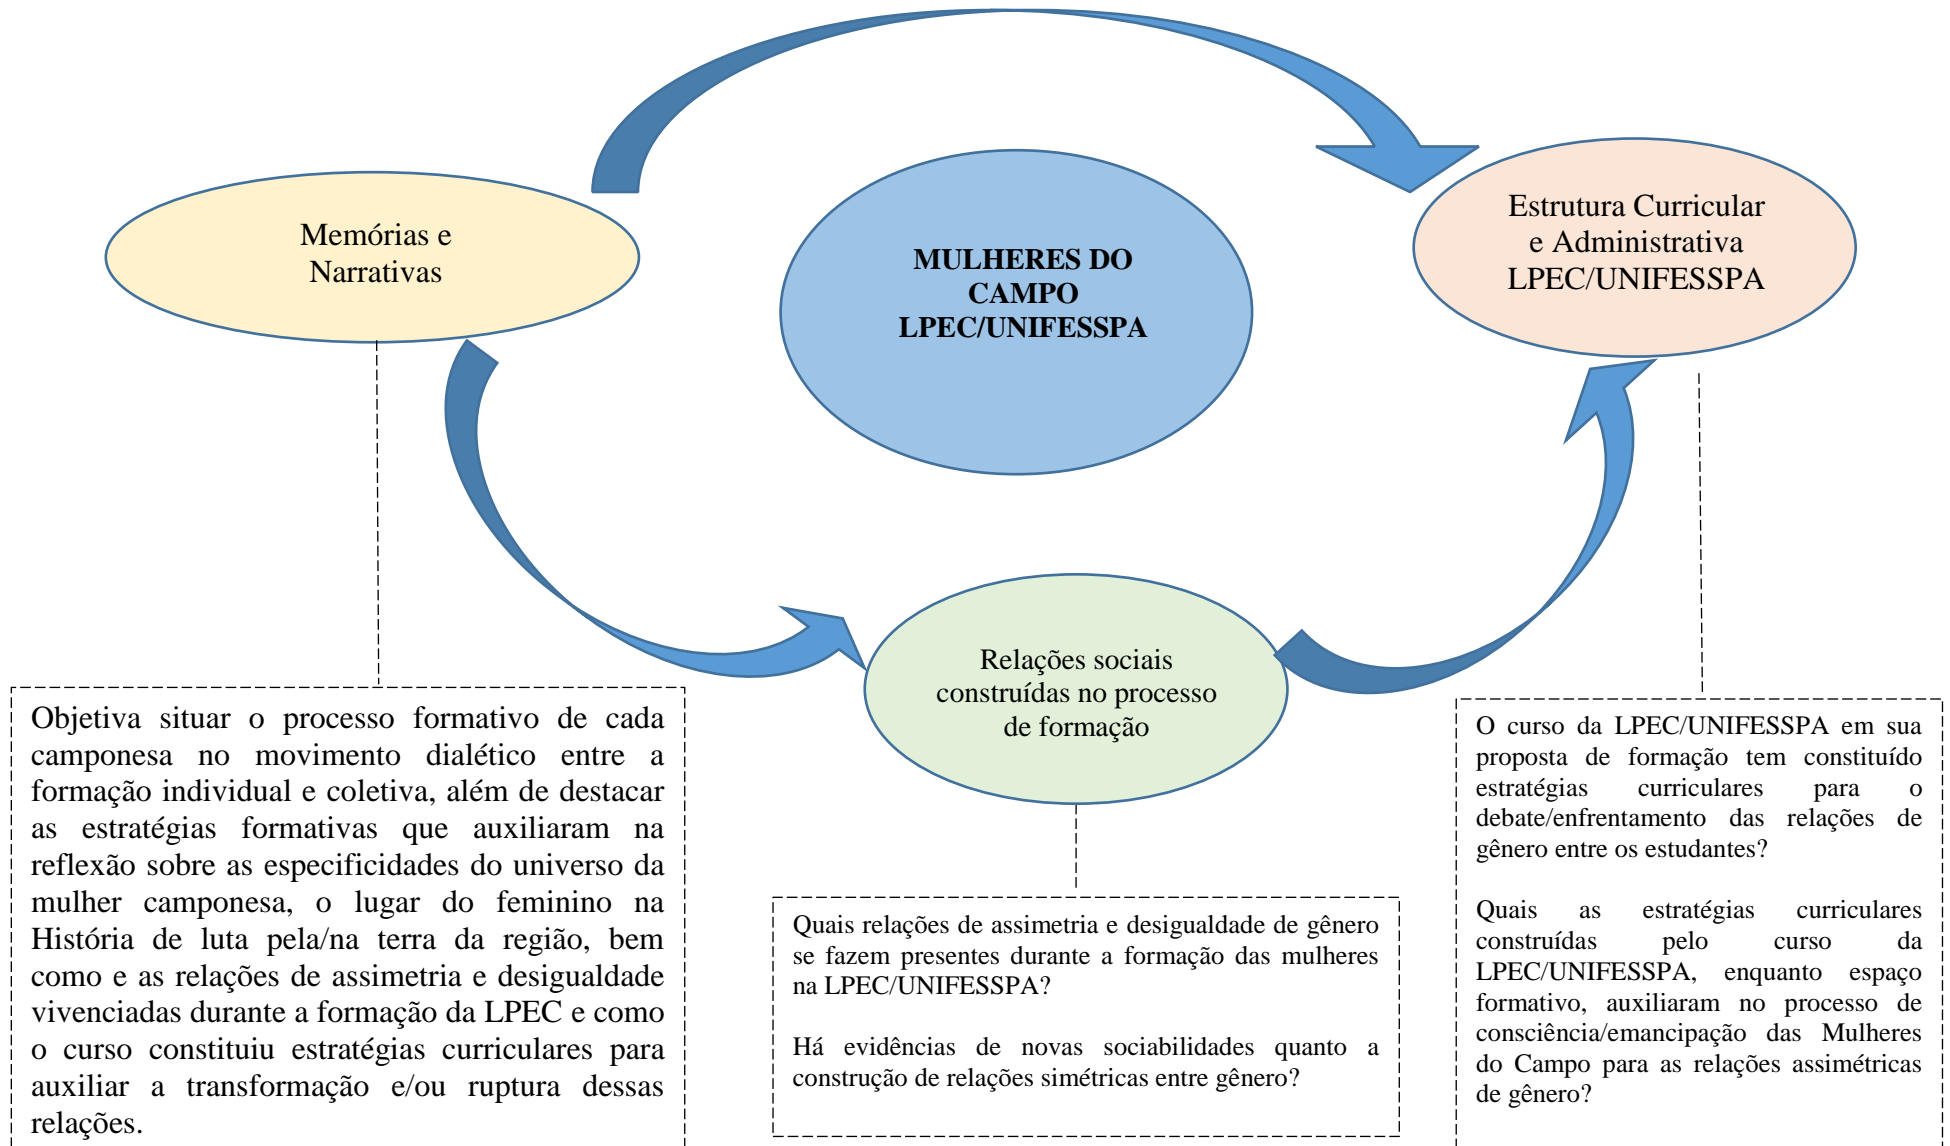 Memórias e
Narrativas
MULHERES DO
CAMPO
LPEC/UNIFESSPA
Estrutura Curricular
e Administrativa
LPEC/UNIFESSPA
Relações sociais
construídas no processo
de formação
Objetiva situar o processo formativo de cada
camponesa no movimento dialético entre a
formação individual e coletiva, além de destacar
as estratégias formativas que auxiliaram na
reflexão sobre as especificidades do universo da
mulher camponesa, o lugar do feminino na
História de luta pela/na terra da região, bem
como e as relações de assimetria e desigualdade
vivenciadas durante a formação da LPEC e como
o curso constituiu estratégias curriculares para
auxiliar a transformação e/ou ruptura dessas
relações.
Quais relações de assimetria e desigualdade de gênero
se fazem presentes durante a formação das mulheres
na LPEC/UNIFESSPA?
Há evidências de novas sociabilidades quanto a
construção de relações simétricas entre gênero?
O curso da LPEC/UNIFESSPA em sua
proposta de formação tem constituído
estratégias curriculares para o
debate/enfrentamento das relações de
gênero entre os estudantes?
Quais as estratégias curriculares
construídas pelo curso da
LPEC/UNIFESSPA, enquanto espaço
formativo, auxiliaram no processo de
consciência/emancipação das Mulheres
do Campo para as relações assimétricas
de gênero?